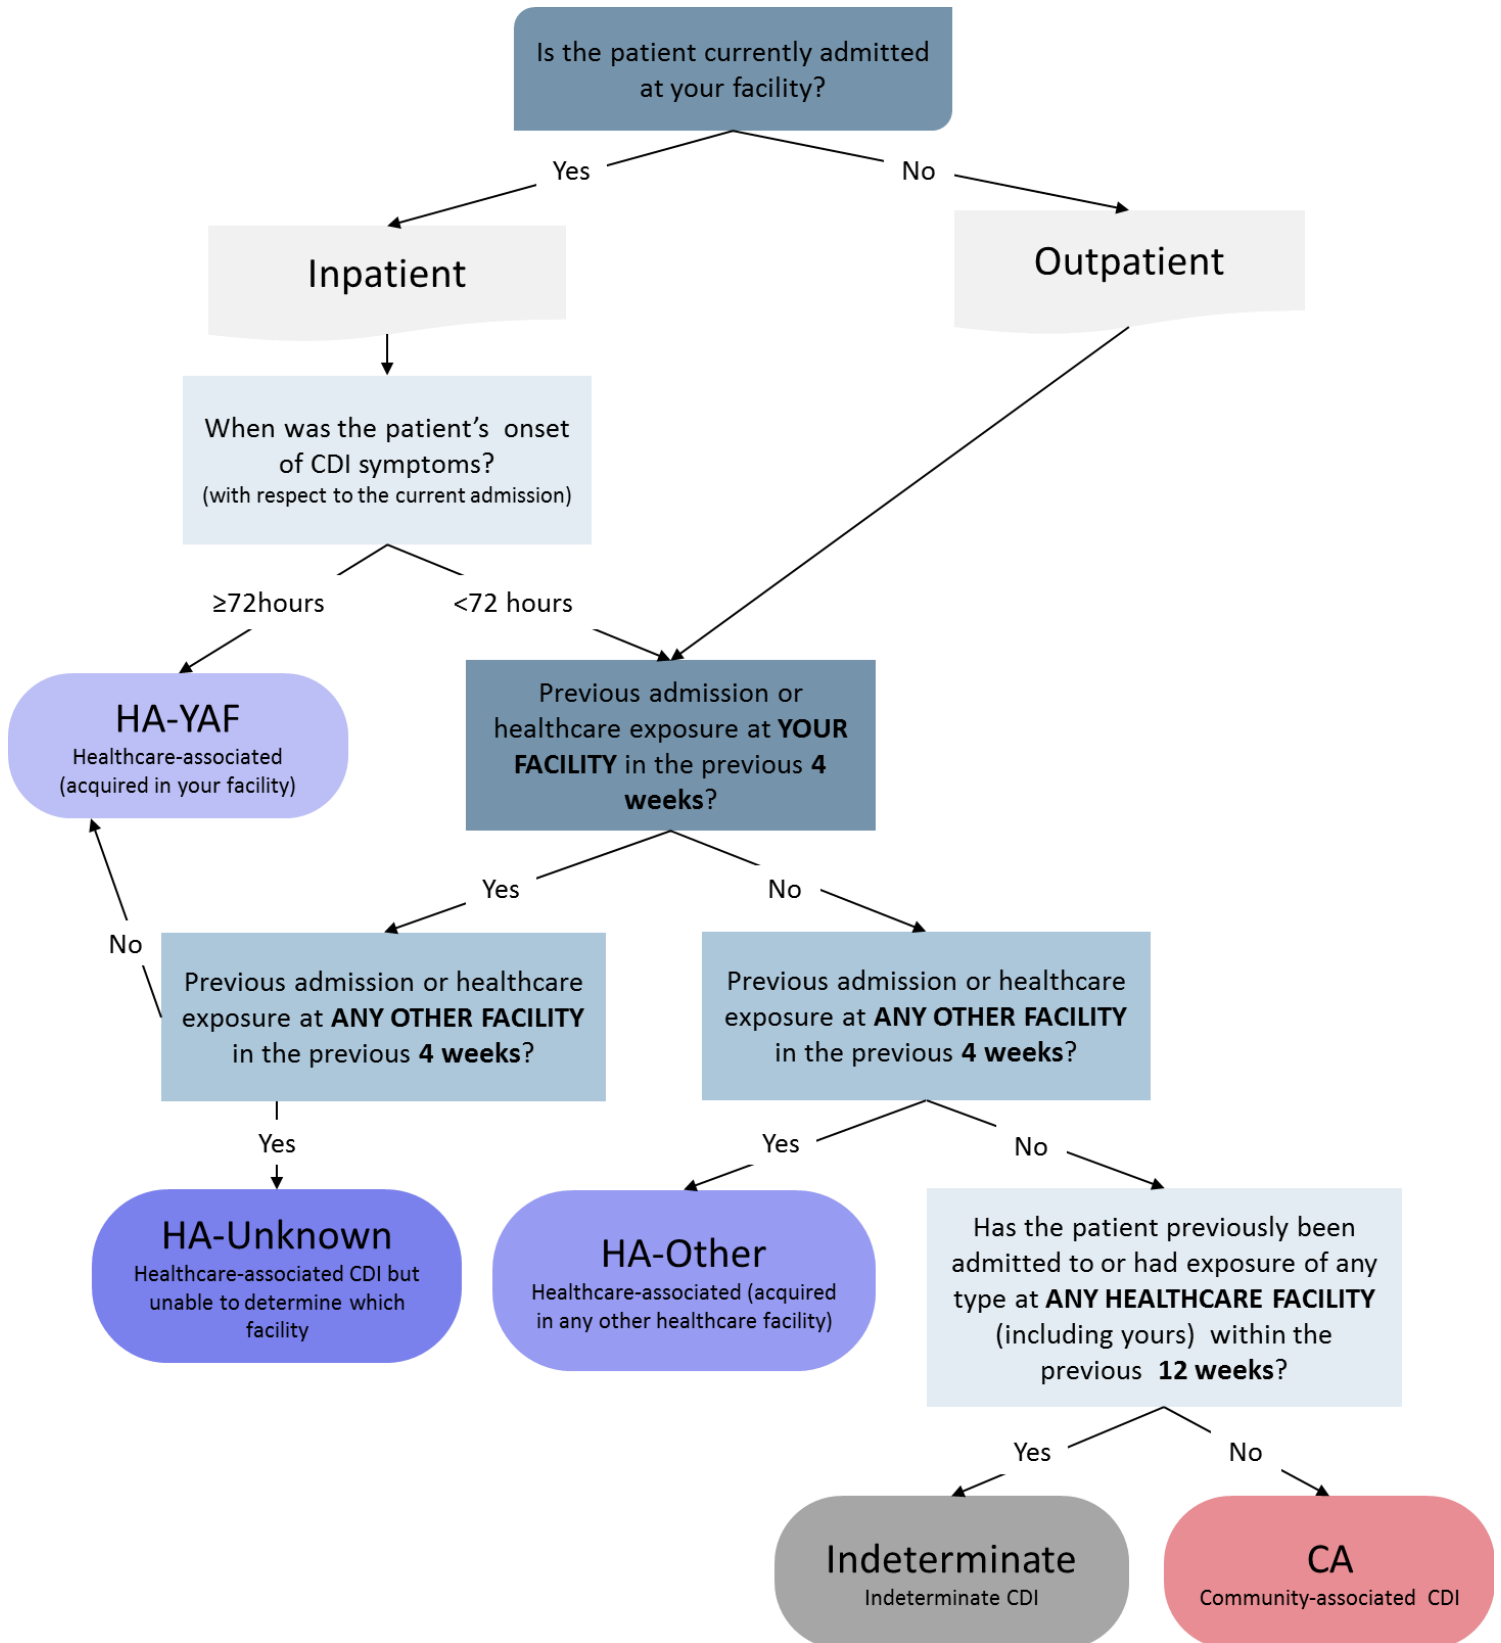 Is the patient currently admitted
at your facility?
Yes
No
Inpatient
Outpatient
When was the patient’s onset
of CDI symptoms?
(with respect to the current admission)
≥72hours
<72 hours
HA-YAF
Healthcare-associated
(acquired in your facility)
Previous admission or
healthcare exposure at YOUR
FACILITY in the previous 4
weeks?
Yes
No
No
Previous admission or healthcare
exposure at ANY OTHER FACILITY
in the previous 4 weeks?
Previous admission or healthcare
exposure at ANY OTHER FACILITY
in the previous 4 weeks?
Yes
Yes
No
HA-Unknown
Healthcare-associated CDI but
unable to determine which
facility
HA-Other
Healthcare-associated (acquired
in any other healthcare facility)
Has the patient previously been
admitted to or had exposure of any
type at ANY HEALTHCARE FACILITY
(including yours) within the
previous 12 weeks?
Yes
No
Indeterminate
Indeterminate CDI
CA
Community-associated CDI